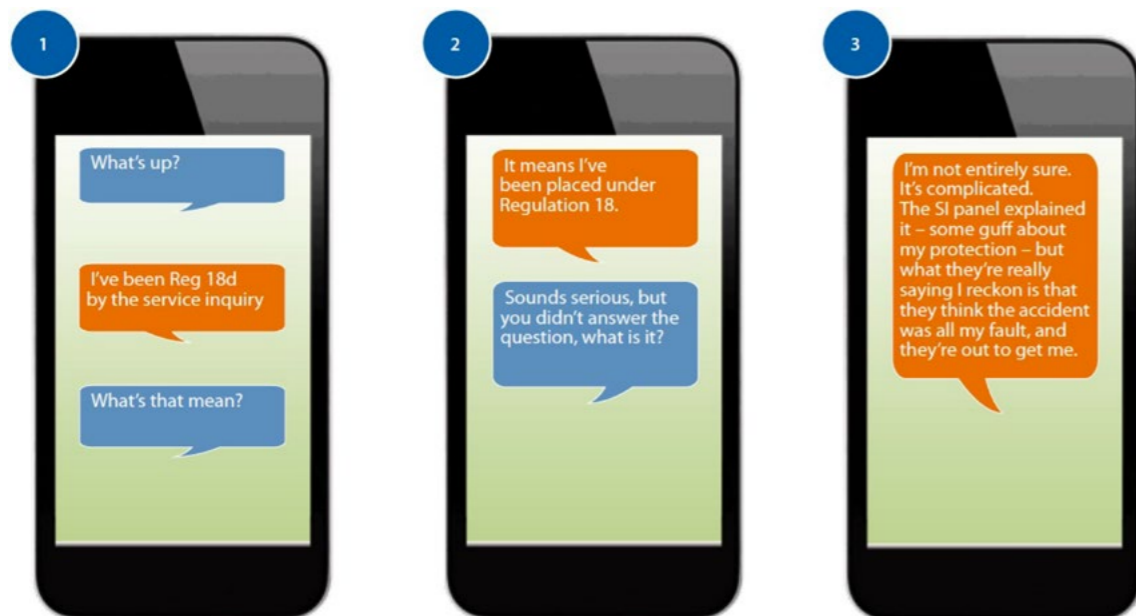 1
What's up?
I've been Reg 18d
by the service inquiry
What's that mean?
2
It means I've
been placed under
Regulation 18.
Sounds serious, but
you didn't answer the
question, what is it?
3
I'm not entirely sure.
It's complicated.
The SI panel explained
it – some guff about
my protection – but
what they're really
saying I reckon is that
they think the accident
was all my fault, and
they're out to get me.